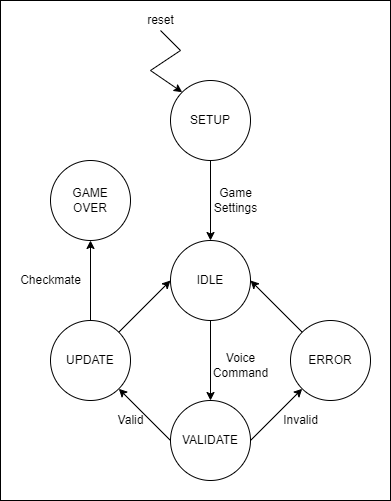 reset
SETUP
GAME
OVER
Game
Settings
Checkmate
IDLE
UPDATE
Voice
Command
ERROR
Valid
VALIDATE
Invalid